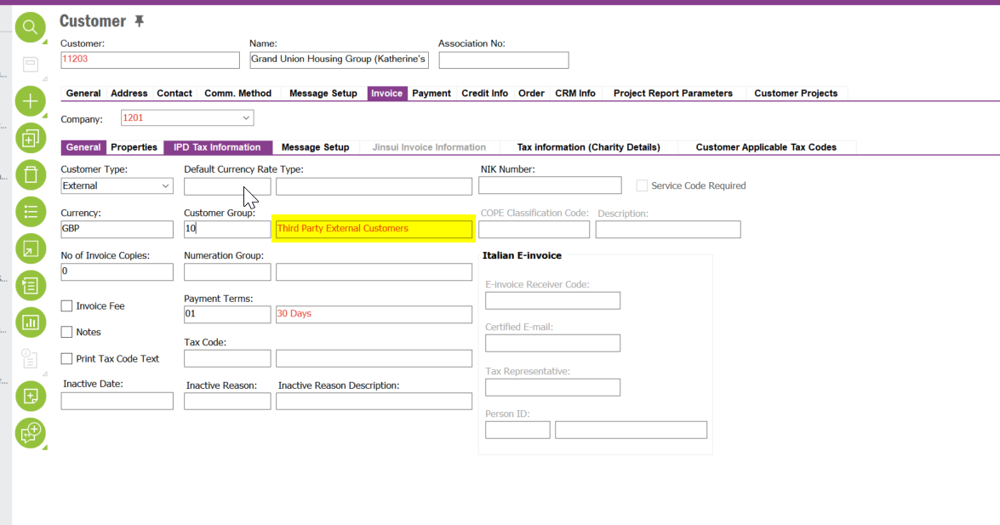 Customer
Customer: Name: Association No:
11203 Grand Union Housing Group (Katherine's
General Address Contact Comm. Method Message Setup Invoice Payment Credit Info Order CRM Info Project Report Parameters Customer Projects
Company: 1201
General Properties IPD Tax Information Message Setup Jinsui Invoice Information Tax information (Charity Details) Customer Applicable Tax Codes
Customer Type: Default Currency Rate Type: NIK Number:
External Service Code Required
Currency: Customer Group: COPE Classification Code: Description:
GBP 10 Third Party External Customers
No of Invoice Copies: Numeration Group: Italian E-invoice
0
E-invoice Receiver Code:
Invoice Fee Payment Terms:
01 30 Days
Certified E-mail:
Notes
Tax Code:
Print Tax Code Text
Tax Representative:
Inactive Date: Inactive Reason: Inactive Reason Description:
Person ID: